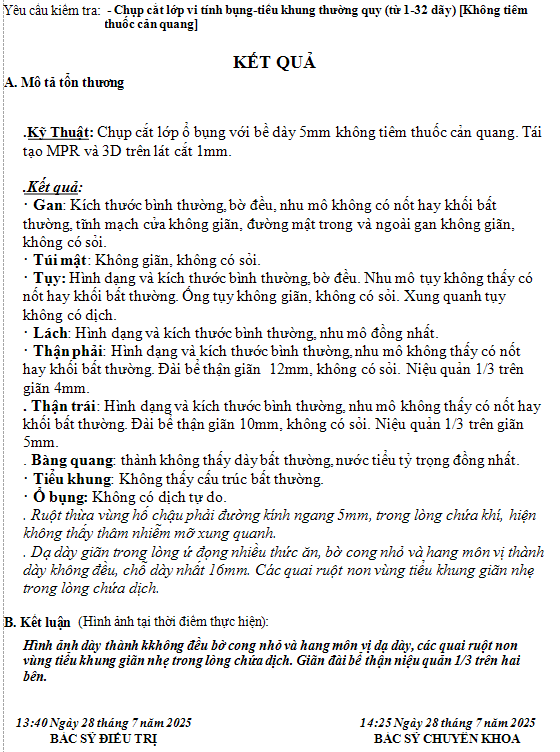 Yêu cầu kiểm tra: - Chụp cắt lớp vi tính bụng-tiểu khung thường quy (từ 1-32 dãy) [Không tiêm
thuốc cản quang]
KẾT QUẢ
A. Mô tả tổn thương
.Kỹ Thuật: Chụp cắt lớp ổ bụng với bề dày 5mm không tiêm thuốc cản quang. Tái
tạo MPR và 3D trên lát cắt 1mm.
.Kết quả:
· Gan: Kích thước bình thường, bờ đều, nhu mô không có nốt hay khối bất
thường, tĩnh mạch cửa không giãn, đường mật trong và ngoài gan không giãn,
không có sỏi.
· Túi mật: Không giãn, không có sỏi.
· Tụy: Hình dạng và kích thước bình thường, bờ đều. Nhu mô tụy không thấy có
nốt hay khối bất thường. Ống tụy không giãn, không có sỏi. Xung quanh tụy
không có dịch.
· Lách: Hình dạng và kích thước bình thường, nhu mô đồng nhất.
· Thận phải: Hình dạng và kích thước bình thường, nhu mô không thấy có nốt
hay khối bất thường. Đài bể thận giãn 12mm, không có sỏi. Niệu quản 1/3 trên
giãn 4mm.
. Thận trái: Hình dạng và kích thước bình thường, nhu mô không thấy có nốt hay
khối bất thường. Đài bể thận giãn 10mm, không có sỏi. Niệu quản 1/3 trên giãn
5mm.
. Bàng quang: thành không thấy dày bất thường, nước tiểu tỷ trọng đồng nhất.
· Tiểu khung: Không thấy cấu trúc bất thường.
· Ổ bụng: Không có dịch tự do.
. Ruột thừa vùng hố chậu phải đường kính ngang 5mm, trong lòng chứa khí, hiện
không thấy thâm nhiễm mỡ xung quanh.
. Dạ dày giãn trong lòng ứ đọng nhiều thức ăn, bờ cong nhỏ và hang môn vị thành
dày không đều, chỗ dày nhất 16mm. Các quai ruột non vùng tiểu khung giãn nhẹ
trong lòng chứa dịch.
B. Kết luận (Hình ảnh tại thời điểm thực hiện):
Hình ảnh dày thành kkhông đều bờ cong nhỏ và hang môn vị dạ dày, các quai ruột non
vùng tiểu khung giãn nhẹ trong lòng chứa dịch. Giãn đài bể thận niệu quản 1/3 trên hai
bên.
13:40 Ngày 28 tháng 7 năm 2025 14:25 Ngày 28 tháng 7 năm 2025
BÁC SỸ ĐIỀU TRỊ BÁC SỸ CHUYÊN KHOA